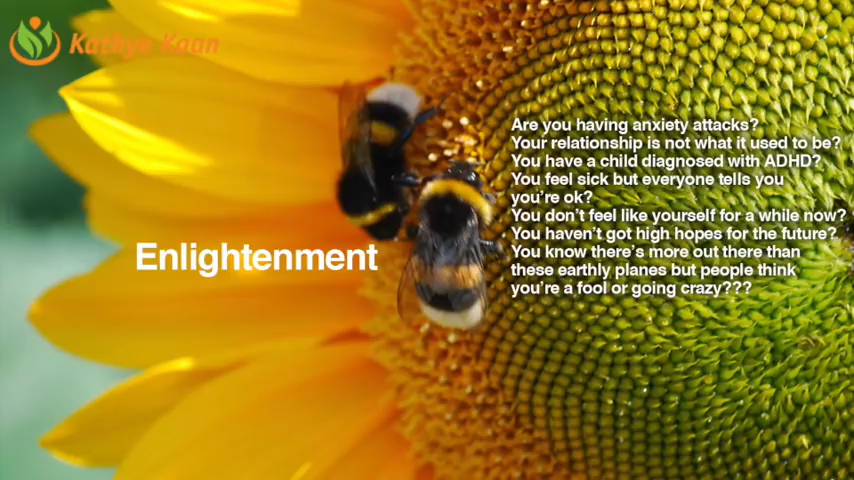 Kathye Kaan
Enlightenment
Are you having anxiety attacks?
Your relationship is not what it used to be?
You have a child diagnosed with ADHD?
You feel sick but everyone tells you
you're ok?
You don't feel like yourself for a while now?
You haven't got high hopes for the future?
You know there's more out there than
these earthly planes but people think
you're a fool or going crazy???